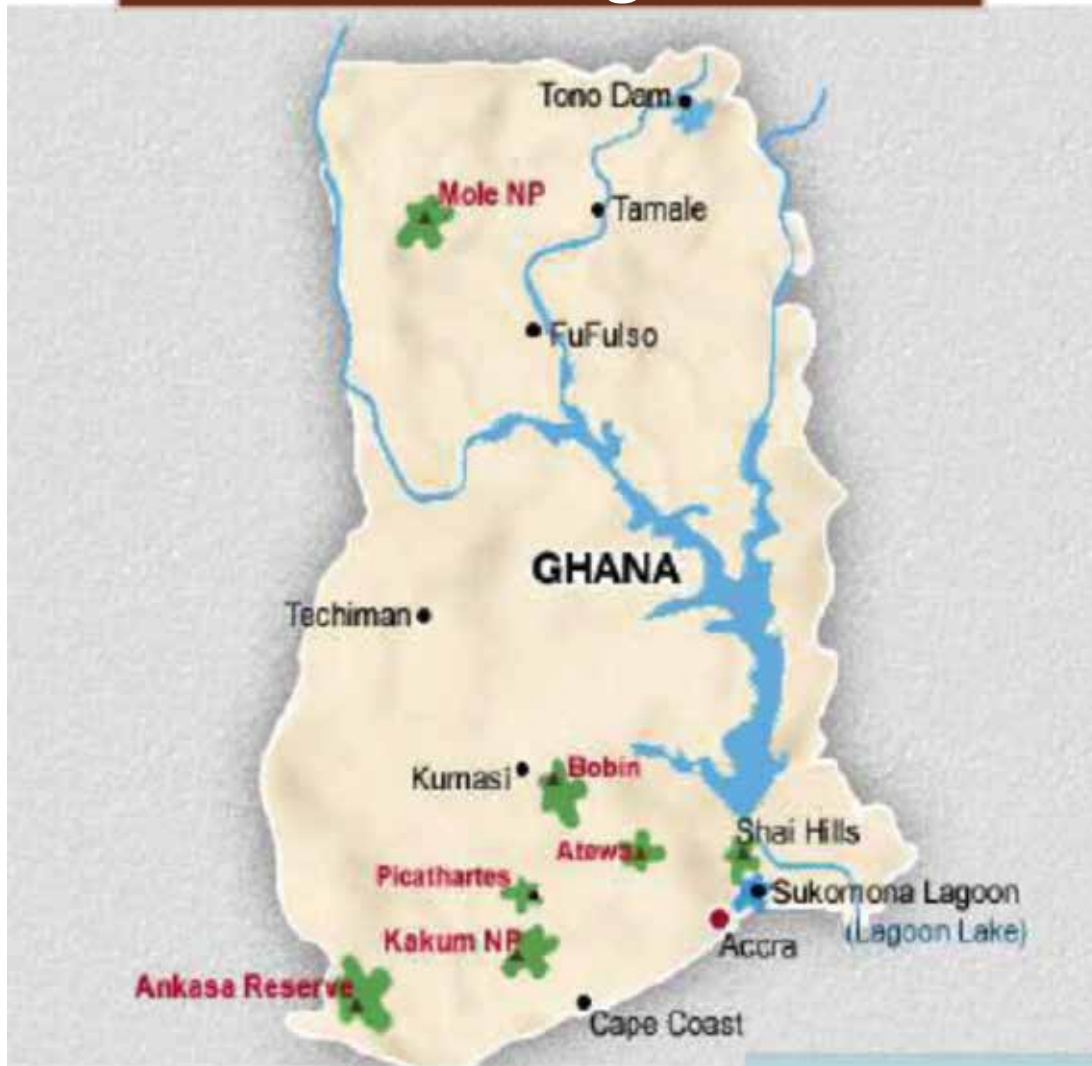 Tono Dam
Mole NP
Tamale
FuFulso
GHANA
Techiman
Kumasi
Bobin
Shai Hills
Atewa
Picathartes
Sukomona Lagoon
(Lagoon Lake)
Kakum NP
Accra
Ankasa Reserve
Cape Coast